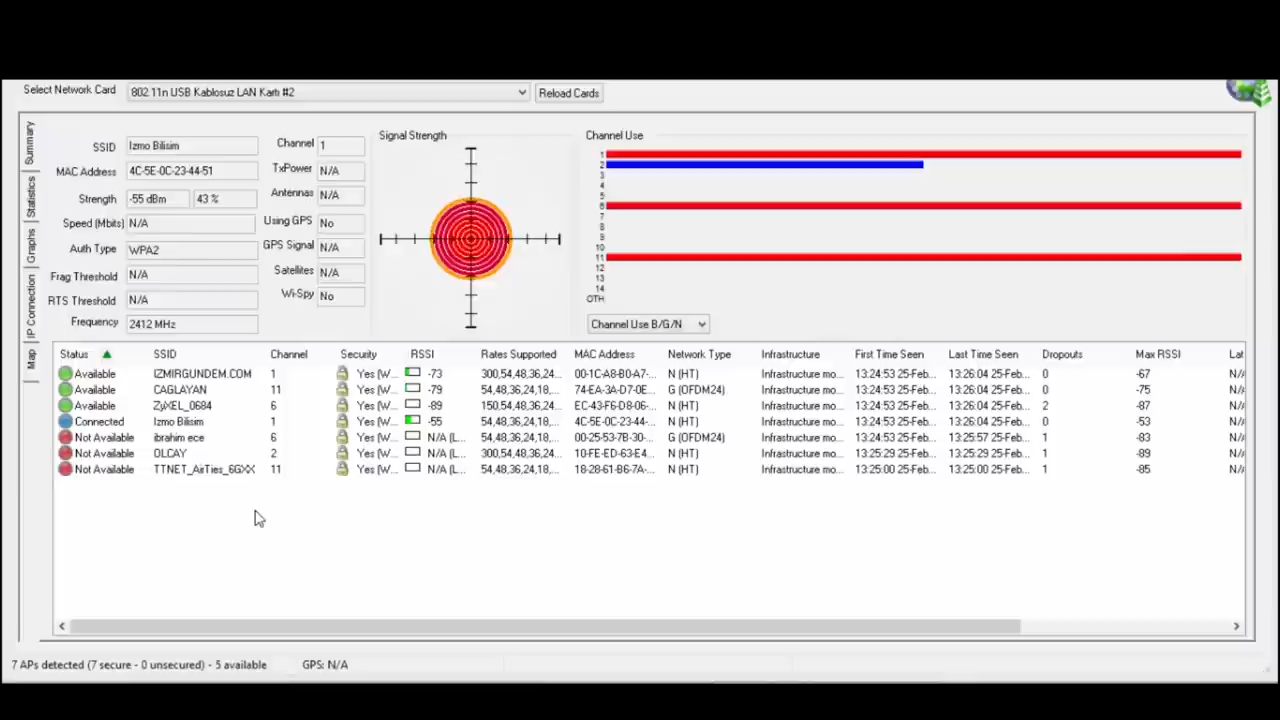 Select Network Card 802.11n USB Kablosuz LAN Kartı #2 Reload Cards
Summary
Statistics
Graphs
IP Connection
Map
SSID Izmo Bilisim
MAC Address 4C-5E-0C-23-44-51
Strength -55 dBm 43 %
Speed (Mbits) N/A
Auth Type WPA2
Frag Threshold N/A
RTS Threshold N/A
Frequency 2412 MHz
Channel 1
TxPower N/A
Antennas N/A
Using GPS No
GPS Signal N/A
Satellites N/A
Wi-Spy No
Signal Strength
Channel Use
1
2
3
4
5
6
7
8
9
10
11
12
13
14
OTH
Channel Use B/G/N
Status SSID Channel Security RSSI Rates Supported MAC Address Network Type Infrastructure First Time Seen Last Time Seen Dropouts Max RSSI Lat
Available IZMIRGUNDEM.COM 1 Yes (W... -73 300,54,48,36,24... 00-1C-A8-B0-A7-... N (HT) Infrastructure mo... 13:24:53 25-Feb... 13:26:04 25-Feb... 0 -67 N/A
Available CAGLAYAN 11 Yes (W... -79 54,48,36,24,18,... 74-EA-3A-D7-0E... G (OFDM24) Infrastructure mo... 13:24:53 25-Feb... 13:26:04 25-Feb... 0 -75 N/A
Available ZyXEL_0684 6 Yes (W... -89 150,54,48,36,24... EC-43-F6-D8-06-... N (HT) Infrastructure mo... 13:24:53 25-Feb... 13:26:04 25-Feb... 2 -87 N/A
Connected Izmo Bilisim 1 Yes (W... -55 54,48,36,24,18,... 4C-5E-0C-23-44-... N (HT) Infrastructure mo... 13:24:53 25-Feb... 13:26:04 25-Feb... 0 -53 N/A
Not Available ibrahim ece 6 Yes (W... N/A (L... 54,48,36,24,18,... 00-25-53-7B-30-... G (OFDM24) Infrastructure mo... 13:24:53 25-Feb... 13:25:57 25-Feb... 1 -83 N/A
Not Available OLCAY 2 Yes (W... N/A (L... 300,54,48,36,24... 10-FE-ED-63-E4... N (HT) Infrastructure mo... 13:25:29 25-Feb... 13:25:29 25-Feb... 1 -89 N/A
Not Available TTNET_AirTies_6GXX 11 Yes (W... N/A (L... 54,48,36,24,18,... 18-28-61-B6-7A-... N (HT) Infrastructure mo... 13:25:00 25-Feb... 13:25:00 25-Feb... 1 -85 N/A
7 APs detected (7 secure - 0 unsecured) - 5 available GPS: N/A